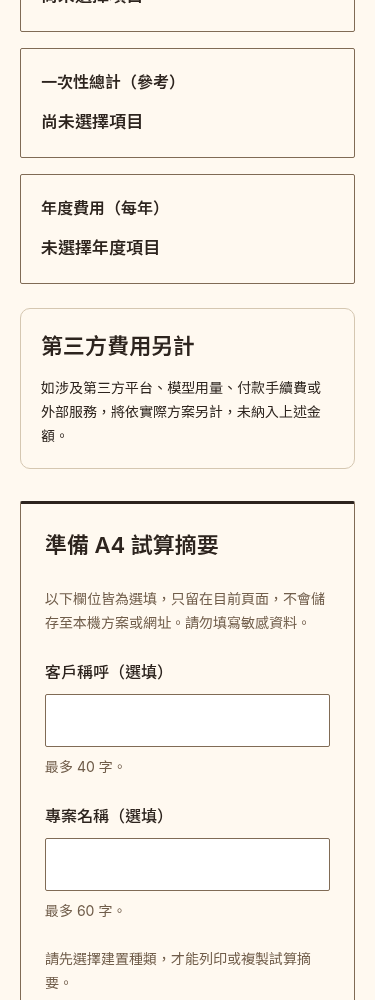 一次性總計（參考）
尚未選擇項目
年度費用（每年）
未選擇年度項目
第三方費用另計
如涉及第三方平台、模型用量、付款手續費或
外部服務，將依實際方案另計，未納入上述金
額。
準備 A4 試算摘要
以下欄位皆為選填，只留在目前頁面，不會儲
存至本機方案或網址。請勿填寫敏感資料。
客戶稱呼（選填）
最多 40 字。
專案名稱（選填）
最多 60 字。
請先選擇建置種類，才能列印或複製試算摘
要。